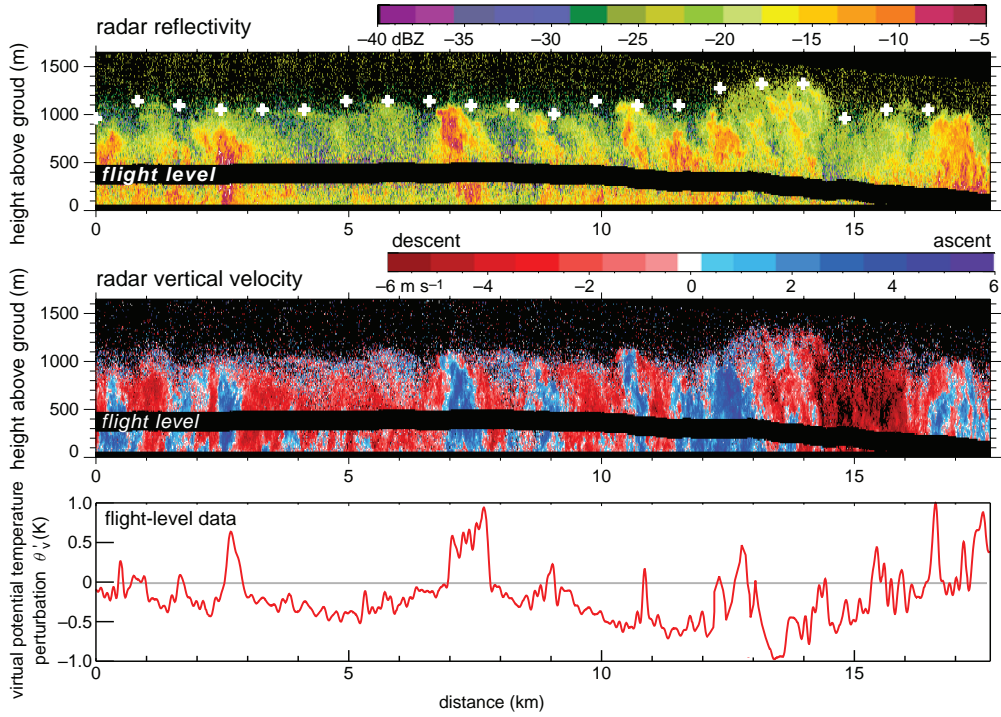 radar reflectivity
−40 dBZ −35 −30 −25 −20 −15 −10 −5
height above groud (m)
1500
1000
500
0
flight level
0 5 10 15
radar vertical velocity
descent ascent
−6 m s−1 −4 −2 0 2 4 6
height above groud (m)
1500
1000
500
0
flight level
0 5 10 15
virtual potential temperature
perturbation θ′v(K)
flight-level data
1.0
0.5
0
−0.5
−1.0
0 5 10 15
distance (km)